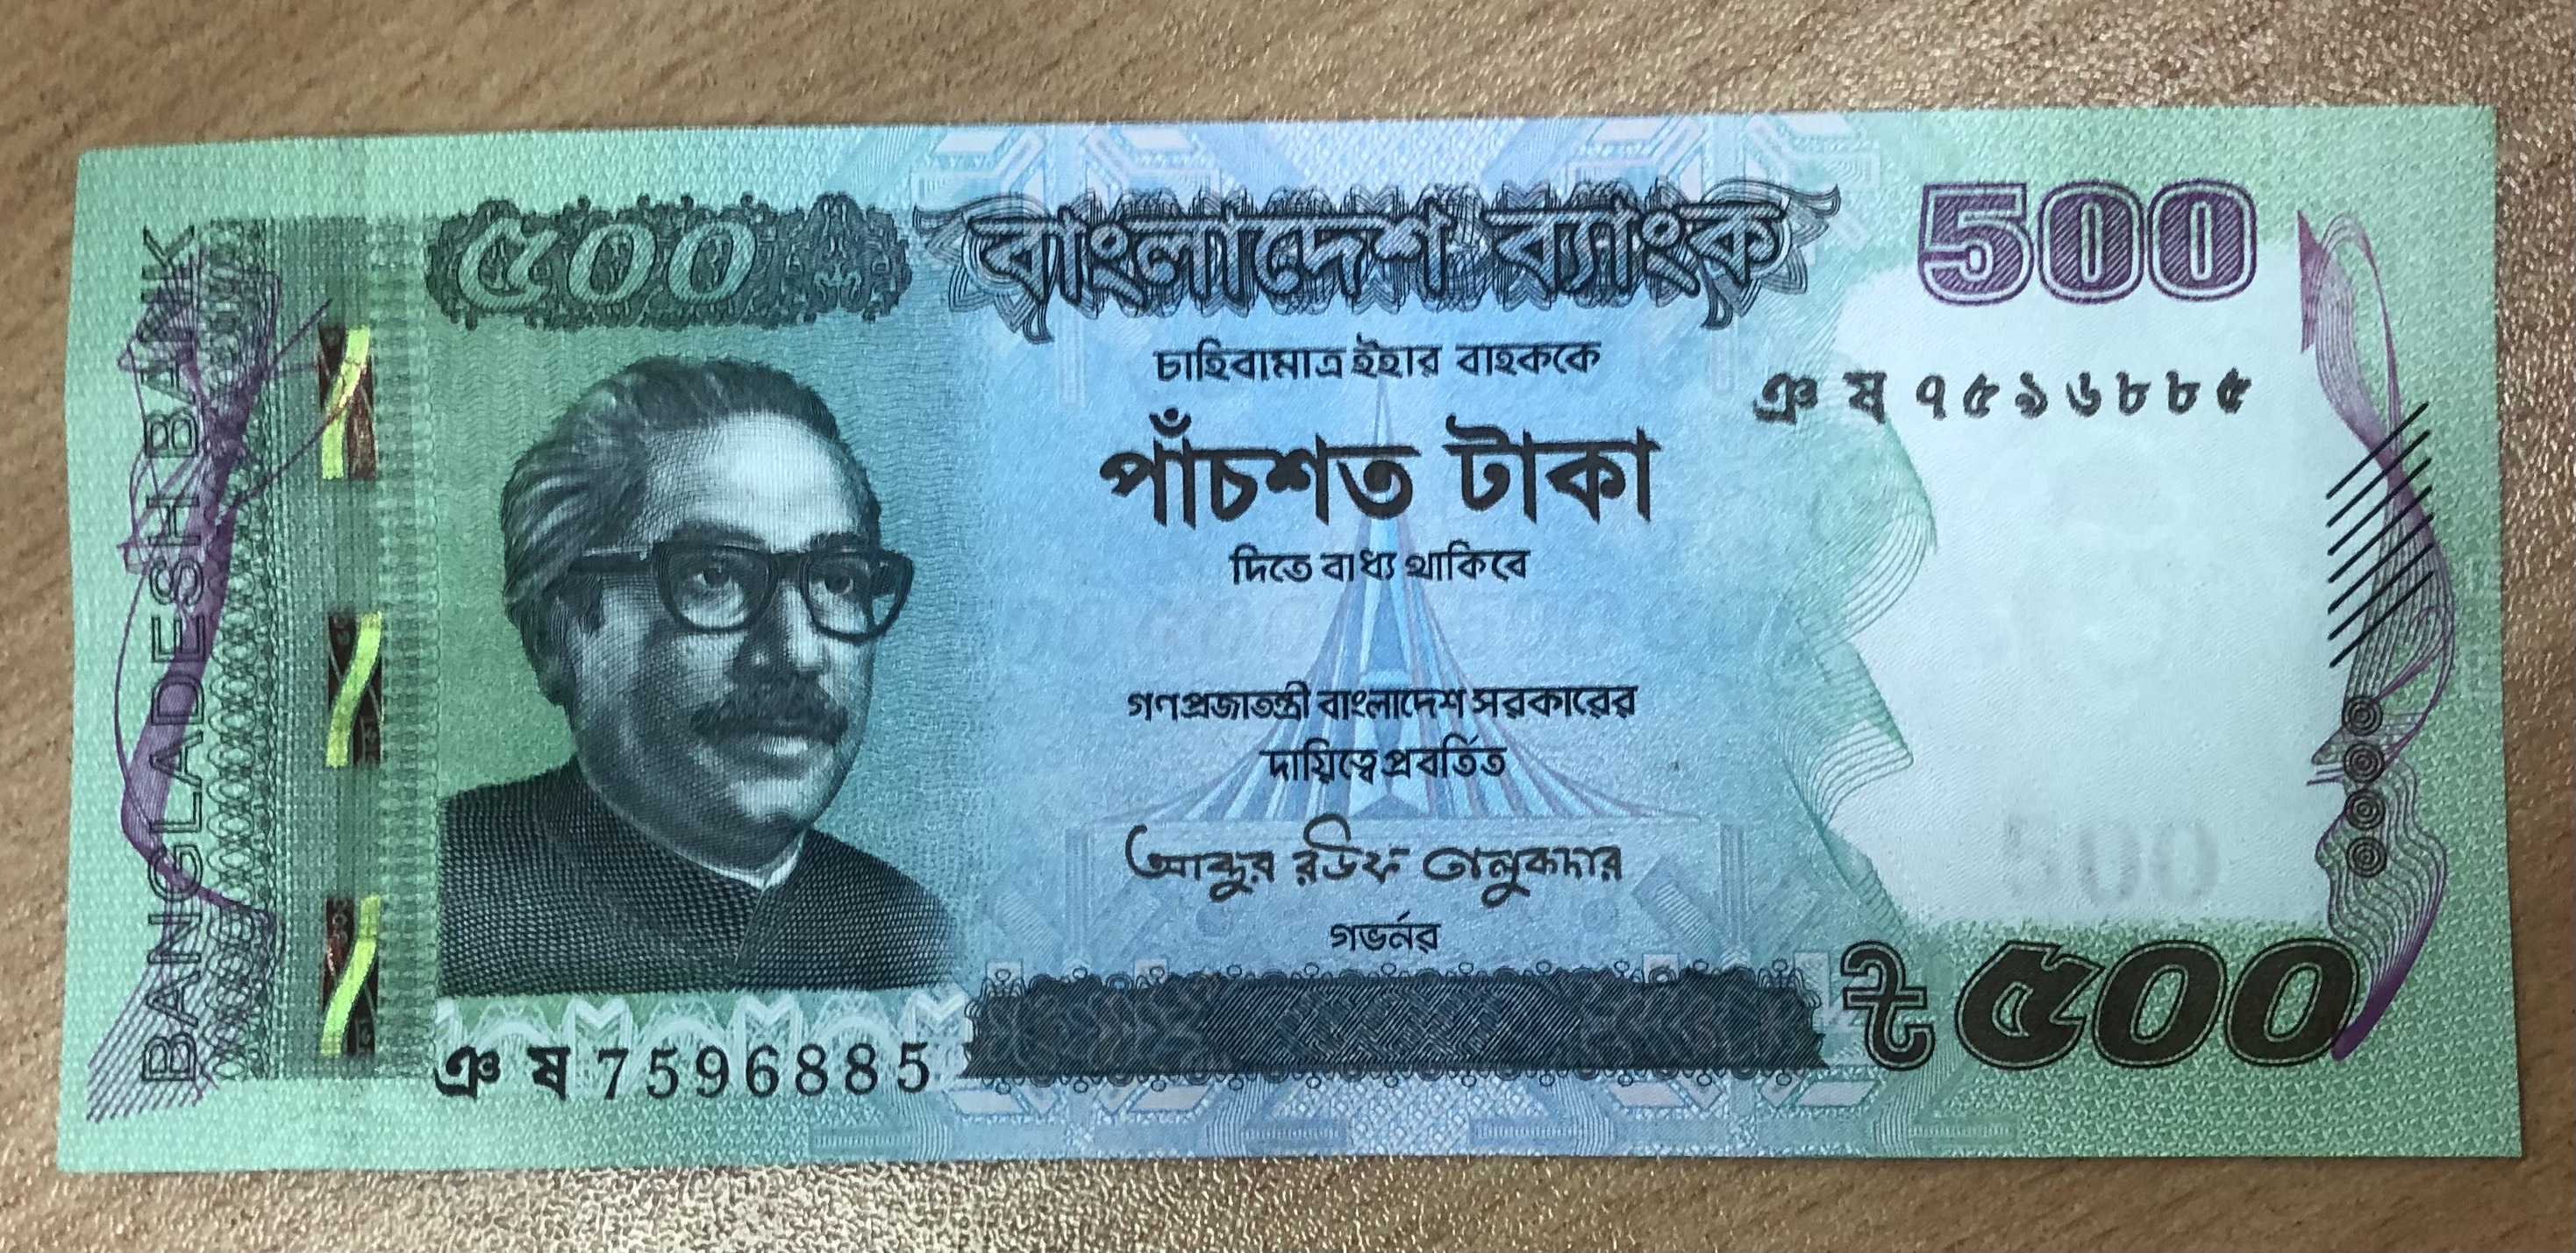 BANGLADESH BANK
৫০০
বাংলাদেশ ব্যাংক
500
চাহিবামাত্র ইহার বাহককে
ঞ ষ ৭৫৯৬৮৮৫
পাঁচশত টাকা
দিতে বাধ্য থাকিবে
গণপ্রজাতন্ত্রী বাংলাদেশ সরকারের
দায়িত্বে প্রবর্তিত
আব্দুর রউফ তালুকদার
গভর্নর
500
৳ ৫০০
ঞ ষ 7596885